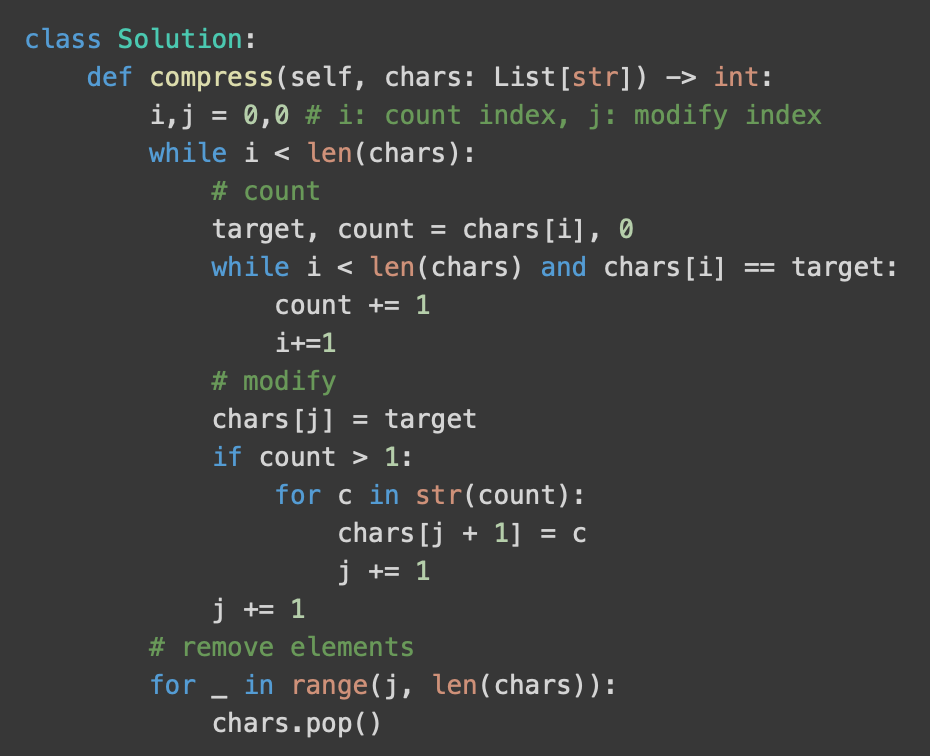 class Solution:
    def compress(self, chars: List[str]) -> int:
        i,j = 0,0 # i: count index, j: modify index
        while i < len(chars):
            # count
            target, count = chars[i], 0
            while i < len(chars) and chars[i] == target:
                count += 1
                i+=1
            # modify
            chars[j] = target
            if count > 1:
                for c in str(count):
                    chars[j + 1] = c
                    j += 1
            j += 1
        # remove elements
        for _ in range(j, len(chars)):
            chars.pop()